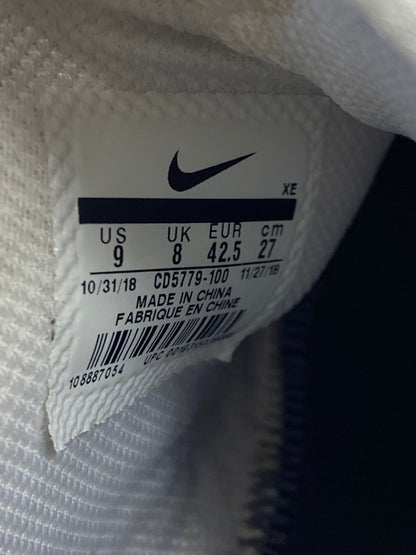 XE
US UK EUR cm
9 8 42.5 27
10/31/18 CD5779-100 11/27/18
MADE IN CHINA
FABRIQUE EN CHINE
108887054
UPC